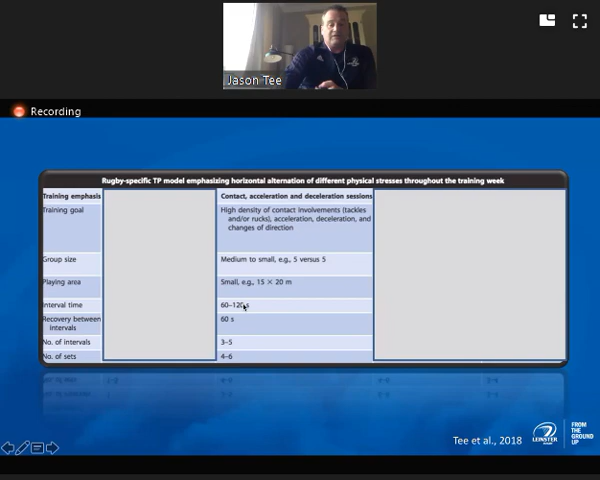 Jason Tee
Recording
Rugby-specific TP model emphasizing horizontal alternation of different physical stresses throughout the training week
Training emphasis Contact, acceleration and deceleration sessions
Training goal High density of contact involvements (tackles
and/or rucks), acceleration, deceleration, and
changes of direction
Group size Medium to small, e.g., 5 versus 5
Playing area Small, e.g., 15 × 20 m
Interval time 60–120 s
Recovery between 60 s
intervals
No. of intervals 3–5
No. of sets 4–6
Tee et al., 2018
LEINSTER
FROM
THE
GROUND
UP